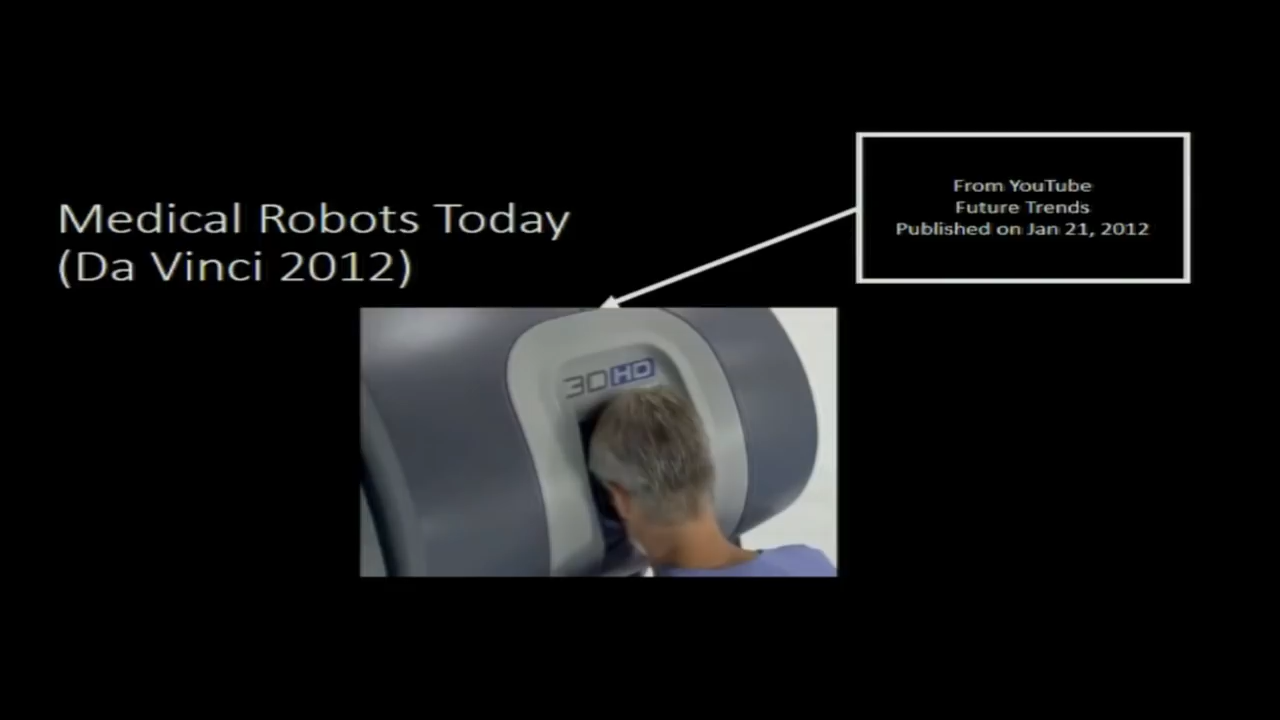 From YouTube
Future Trends
Published on Jan 21, 2012
Medical Robots Today
(Da Vinci 2012)
3D HD